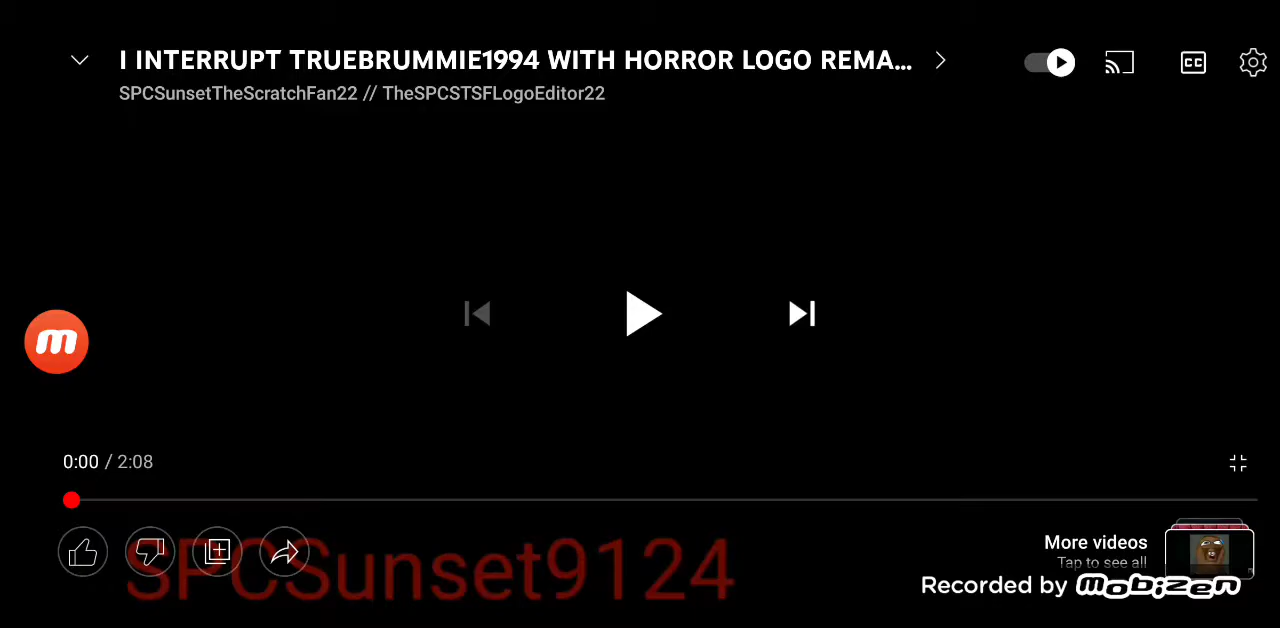 I INTERRUPT TRUEBRUMMIE1994 WITH HORROR LOGO REMA...
SPCSunsetTheScratchFan22 // TheSPCSTSFLogoEditor22
CC
m
0:00 / 2:08
More videos
Tap to see all
SPCSunset9124
Recorded by mobizen